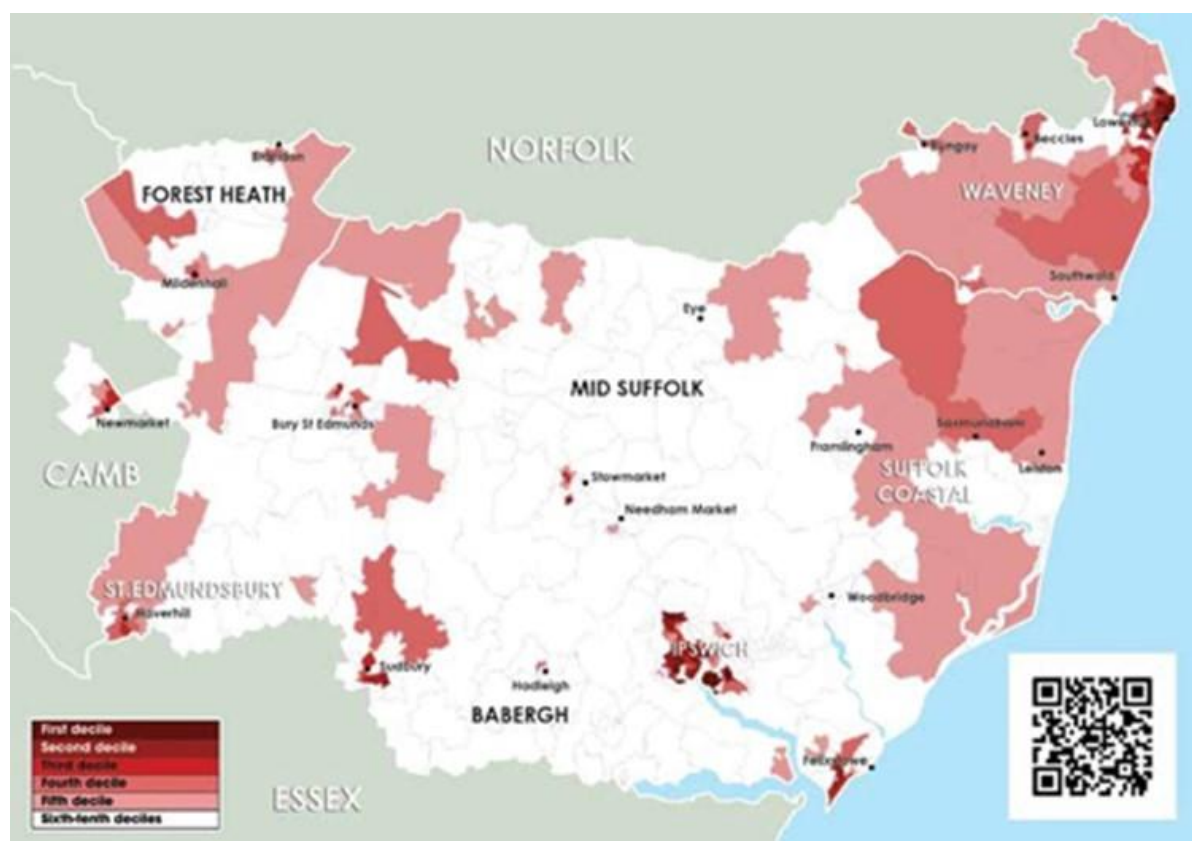 NORFOLK
Lowestoft
Beccles
Bungay
Brandon
FOREST HEATH
WAVENEY
Mildenhall
Southwold
Eye
MID SUFFOLK
Newmarket
Bury St Edmunds
Saxmundham
Framlingham
Leiston
CAMB
SUFFOLK
COASTAL
Stowmarket
Needham Market
ST.EDMUNDSBURY
Haverhill
Woodbridge
IPSWICH
Sudbury
Hadleigh
BABERGH
Felixstowe
ESSEX
First decile
Second decile
Third decile
Fourth decile
Fifth decile
Sixth-tenth deciles